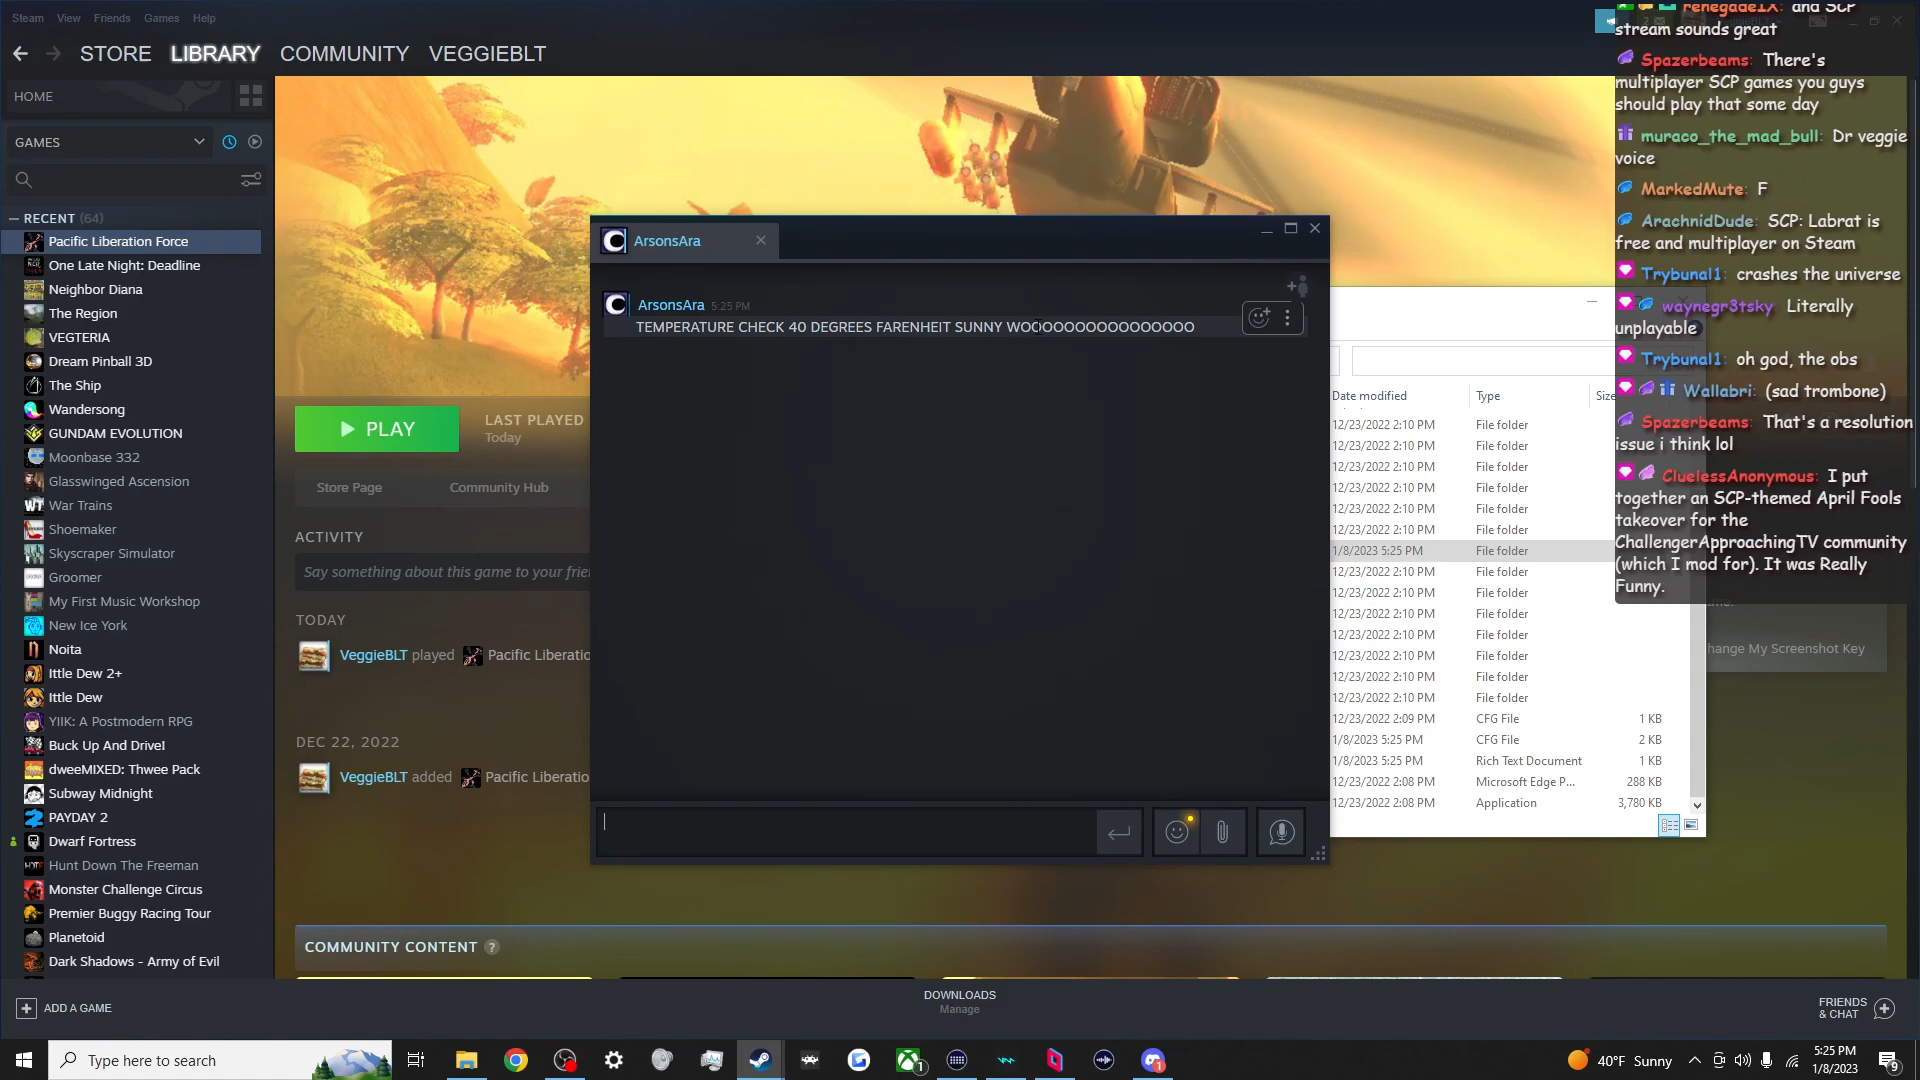 Steam View Friends Games Help
STORE LIBRARY COMMUNITY VEGGIEBLT
HOME
GAMES
RECENT (64)
Pacific Liberation Force
One Late Night: Deadline
Neighbor Diana
The Region
VEGTERIA
Dream Pinball 3D
The Ship
Wandersong
GUNDAM EVOLUTION
Moonbase 332
Glasswinged Ascension
War Trains
Shoemaker
Skyscraper Simulator
Groomer
My First Music Workshop
New Ice York
Noita
Ittle Dew 2+
Ittle Dew
YIIK: A Postmodern RPG
Buck Up And Drive!
dweeMIXED: Thwee Pack
Subway Midnight
PAYDAY 2
Dwarf Fortress
Hunt Down The Freeman
Monster Challenge Circus
Premier Buggy Racing Tour
Planetoid
Dark Shadows - Army of Evil
ADD A GAME
PLAY
LAST PLAYED
Today
Store Page Community Hub
ACTIVITY
Say something about this game to your frie
TODAY
VeggieBLT played Pacific Liberatio
DEC 22, 2022
VeggieBLT added Pacific Liberatio
COMMUNITY CONTENT ?
ArsonsAra
ArsonsAra 5:25 PM
TEMPERATURE CHECK 40 DEGREES FARENHEIT SUNNY WOOOOOOOOOOOOOOOOO
Date modified Type Size
12/23/2022 2:10 PM File folder
12/23/2022 2:10 PM File folder
12/23/2022 2:10 PM File folder
12/23/2022 2:10 PM File folder
12/23/2022 2:10 PM File folder
12/23/2022 2:10 PM File folder
1/8/2023 5:25 PM File folder
12/23/2022 2:10 PM File folder
12/23/2022 2:10 PM File folder
12/23/2022 2:10 PM File folder
12/23/2022 2:10 PM File folder
12/23/2022 2:10 PM File folder
12/23/2022 2:10 PM File folder
12/23/2022 2:10 PM File folder
12/23/2022 2:09 PM CFG File 1 KB
1/8/2023 5:25 PM CFG File 2 KB
1/8/2023 5:25 PM Rich Text Document 1 KB
12/23/2022 2:08 PM Microsoft Edge P... 288 KB
12/23/2022 2:08 PM Application 3,780 KB
hange My Screenshot Key
renegade1X: and SCP
stream sounds great
Spazerbeams: There's
multiplayer SCP games you guys
should play that some day
muraco_the_mad_bull: Dr veggie
voice
MarkedMute: F
ArachnidDude: SCP: Labrat is
free and multiplayer on Steam
Trybunal1: crashes the universe
waynegr3tsky: Literally
unplayable
Trybunal1: oh god, the obs
Wallabri: (sad trombone)
Spazerbeams: That's a resolution
issue i think lol
CluelessAnonymous: I put
together an SCP-themed April Fools
takeover for the
ChallengerApproachingTV community
(which I mod for). It was Really
Funny.
DOWNLOADS
Manage
FRIENDS
& CHAT
Type here to search
40°F Sunny
5:25 PM
1/8/2023
9